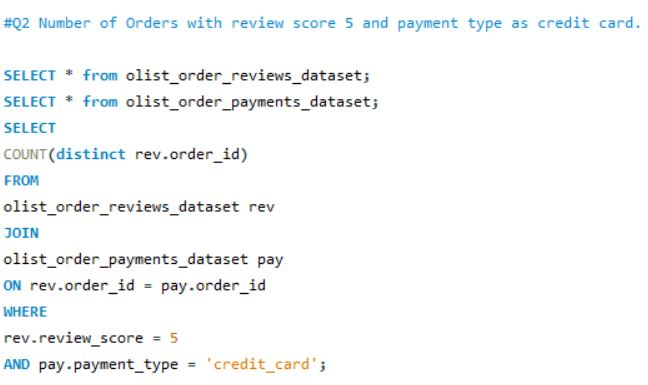 #Q2 Number of Orders with review score 5 and payment type as credit card.
SELECT * from olist_order_reviews_dataset;
SELECT * from olist_order_payments_dataset;
SELECT
COUNT(distinct rev.order_id)
FROM
olist_order_reviews_dataset rev
JOIN
olist_order_payments_dataset pay
ON rev.order_id = pay.order_id
WHERE
rev.review_score = 5
AND pay.payment_type = 'credit_card';